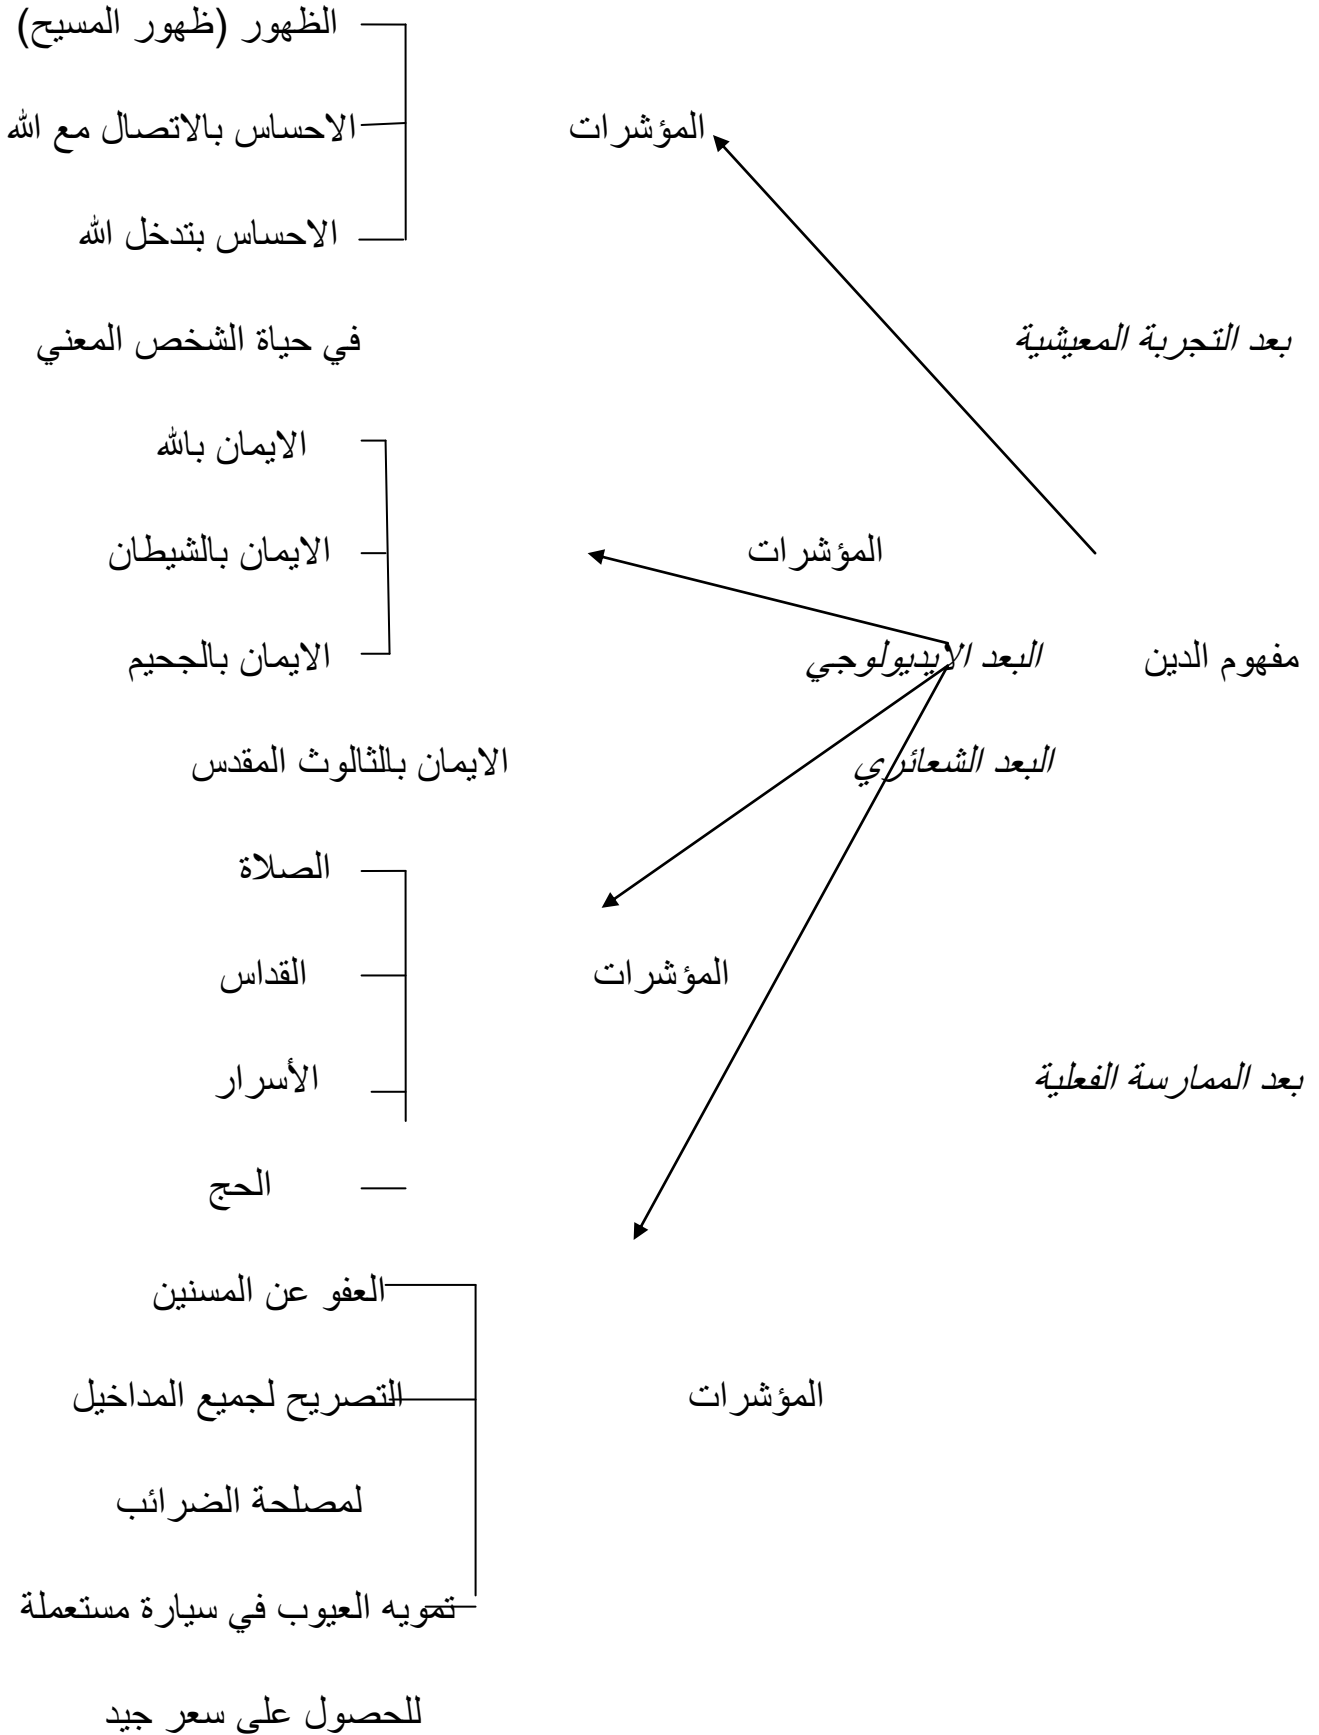 الظهور (ظهور المسيح)
المؤشرات الاحساس بالاتصال مع الله
الاحساس بتدخل الله
بعد التجربة المعيشية في حياة الشخص المعني
الايمان بالله
المؤشرات الايمان بالشيطان
مفهوم الدين البعد الايديولوجي الايمان بالجحيم
البعد الشعائري الايمان بالثالوث المقدس
الصلاة
المؤشرات القداس
بعد الممارسة الفعلية الأسرار
الحج
العفو عن المسنين
المؤشرات التصريح لجميع المداخيل
لمصلحة الضرائب
تمويه العيوب في سيارة مستعملة
للحصول على سعر جيد